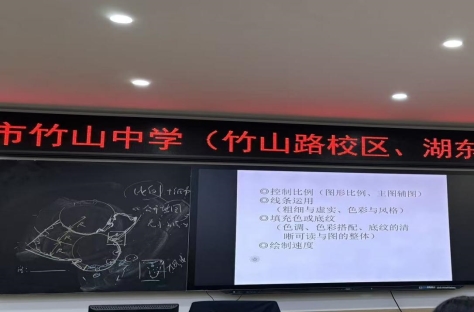 市竹山中学（竹山路校区、湖东
◎控制比例（图形比例、主图辅图）
◎线条运用
（粗细与虚实、色彩与风格）
◎填充色或底纹
（色调、色彩搭配、底纹的清
晰可读与图的整体）
◎绘制速度